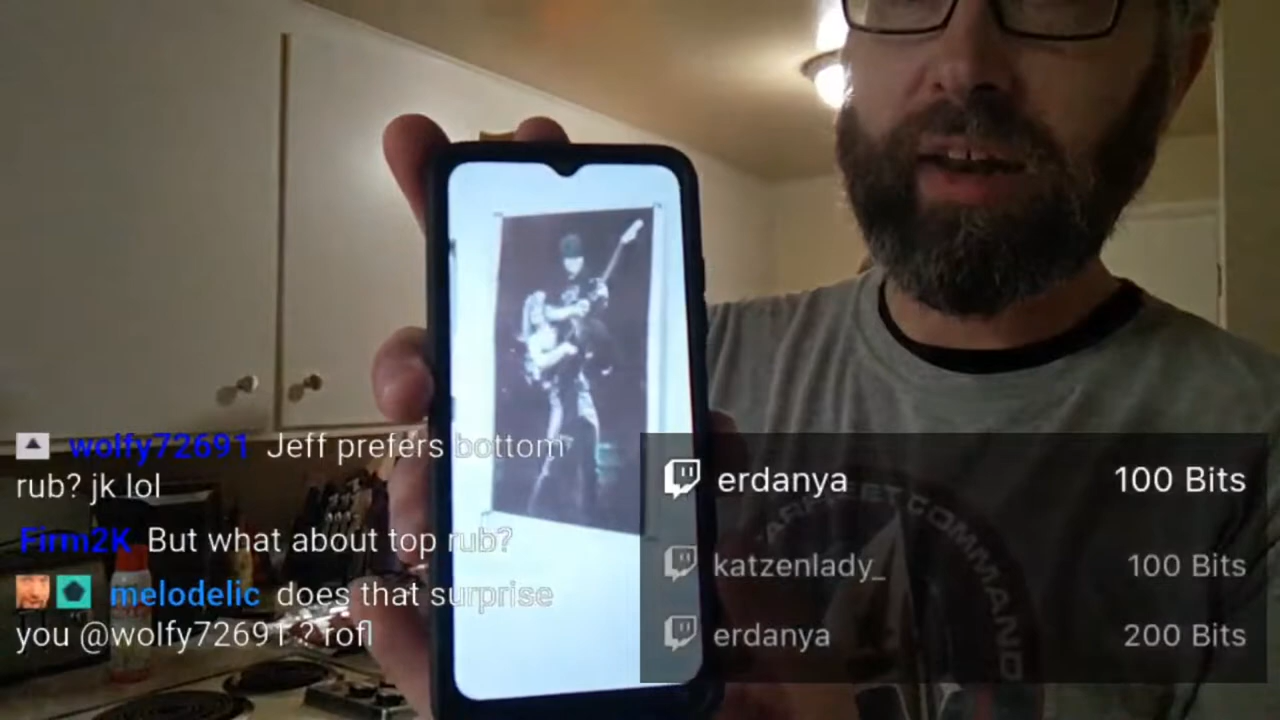 wolfy72691 Jeff prefers bottom
rub? jk lol
Firm2K But what about top rub?
melodelic does that surprise
you @wolfy72691 ? rofl
erdanya 100 Bits
katzenlady_ 100 Bits
erdanya 200 Bits
COMMAND